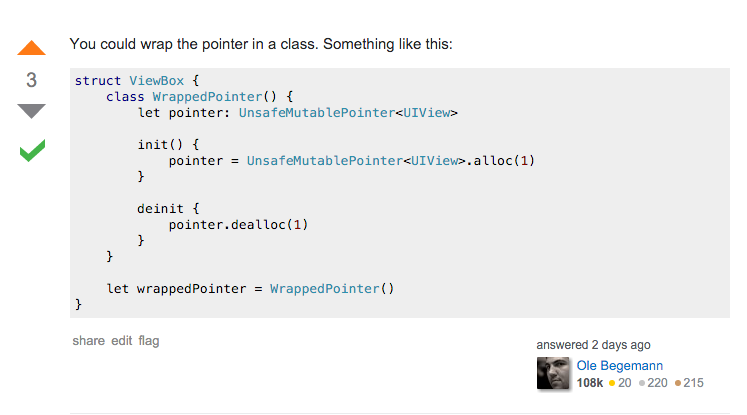 You could wrap the pointer in a class. Something like this:
3
struct ViewBox {
    class WrappedPointer() {
        let pointer: UnsafeMutablePointer<UIView>
        init() {
            pointer = UnsafeMutablePointer<UIView>.alloc(1)
        }
        deinit {
            pointer.dealloc(1)
        }
    }
    let wrappedPointer = WrappedPointer()
}
share edit flag
answered 2 days ago
Ole Begemann
108k 20 220 215